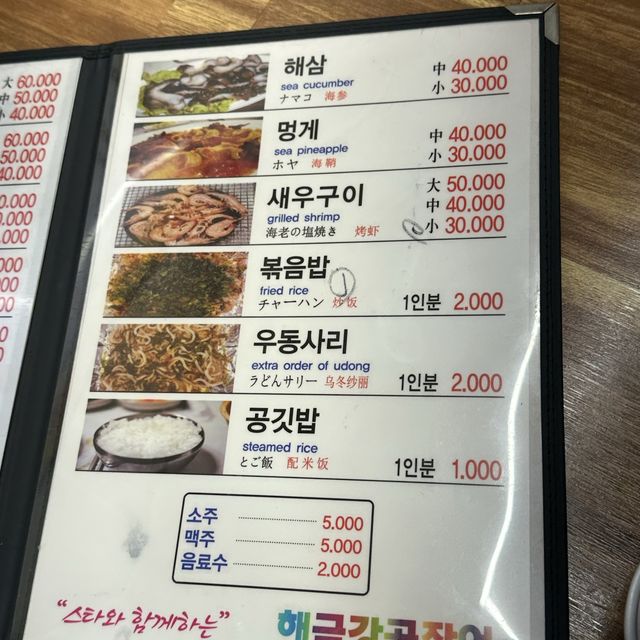 大 60.000
中 50.000
小 40.000
60.000
50.000
40.000
해삼
sea cucumber
ナマコ 海参
中 40.000
小 30.000
멍게
sea pineapple
ホヤ 海鞘
中 40.000
小 30.000
새우구이
grilled shrimp
海老の塩焼き 烤虾
大 50.000
中 40.000
小 30.000
볶음밥
fried rice
チャーハン 炒饭
1인분 2.000
우동사리
extra order of udong
うどんサリー 乌冬纱丽
1인분 2.000
공깃밥
steamed rice
とご飯 配米饭
1인분 1.000
소주 5.000
맥주 5.000
음료수 2.000
"스타와 함께하는"